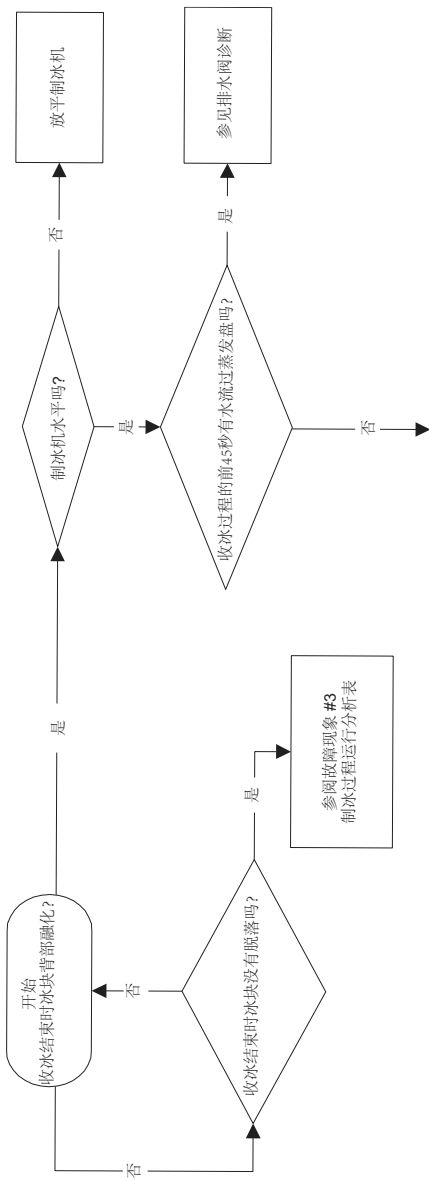 开始
收冰结束时冰块背部融化?
是
制冰机水平吗?
否
放平制冰机
否
否
是
收冰结束时冰块没有脱落吗?
是
参阅故障现象 #3
制冰过程运行分析表
收冰过程的前45秒有水流过蒸发盘吗?
是
参见排水阀诊断
否